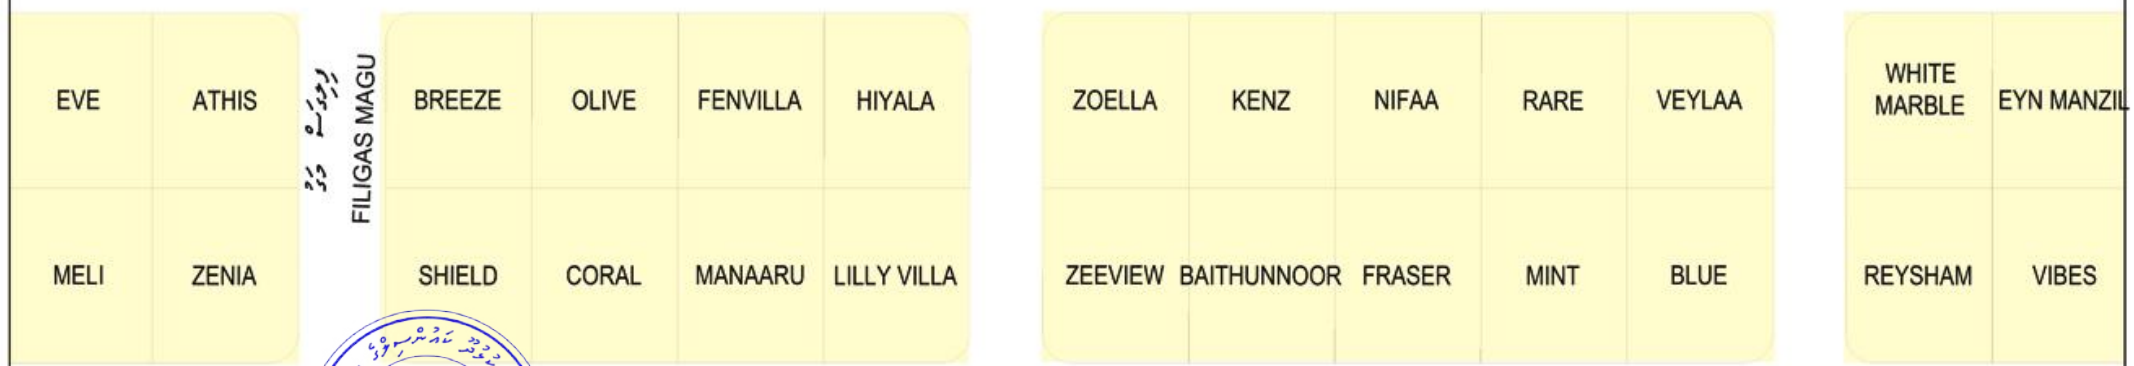 EVE
ATHIS
ފިލިގަސް މަގު
FILIGAS MAGU
BREEZE
OLIVE
FENVILLA
HIYALA
ZOELLA
KENZ
NIFAA
RARE
VEYLAA
WHITE
MARBLE
EYN MANZIL
MELI
ZENIA
SHIELD
CORAL
MANAARU
LILLY VILLA
ZEEVIEW
BAITHUNNOOR
FRASER
MINT
BLUE
REYSHAM
VIBES